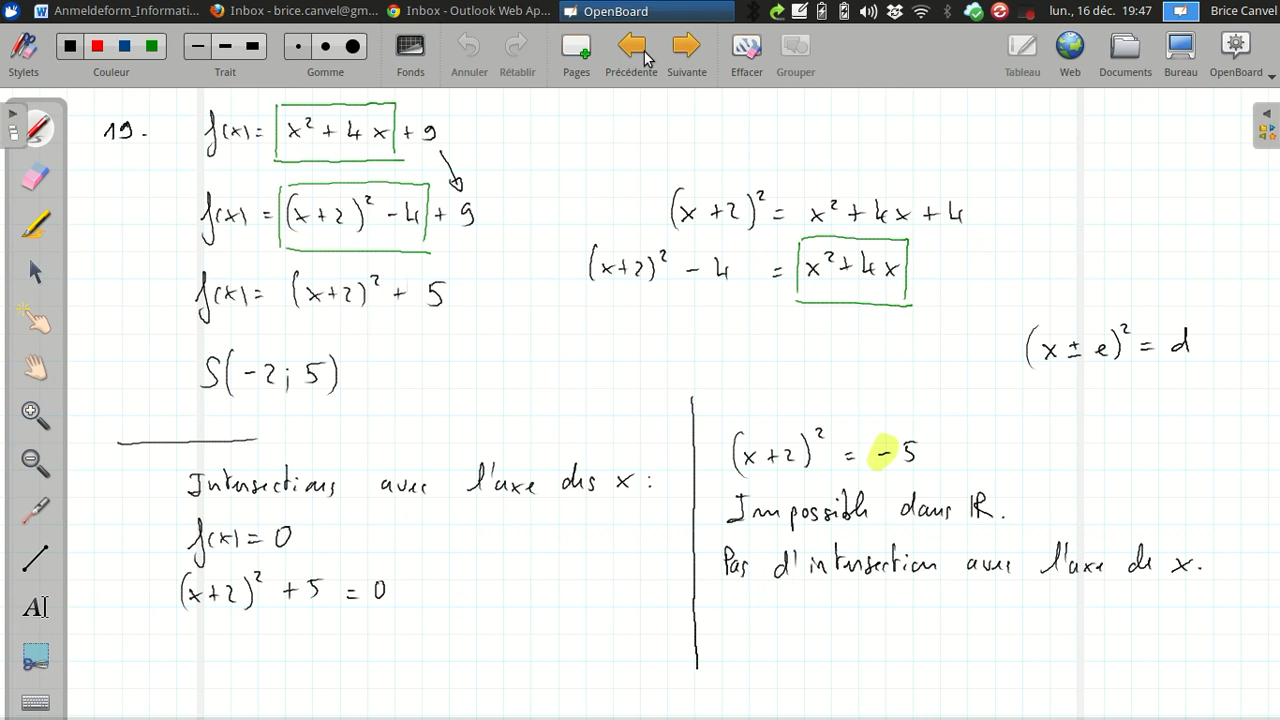 Anmeldeform_Informati...
Inbox - brice.canvel@gm...
Inbox - Outlook Web Ap...
OpenBoard
lun., 16 déc. 19:47
Brice Canvel
Stylets
Couleur
Trait
Gomme
Fonds
Annuler
Rétablir
Pages
Précédente
Suivante
Effacer
Grouper
Tableau
Web
Documents
Bureau
OpenBoard
19. f(x) = x² + 4x + 9
f(x) = (x+2)² - 4 + 9
(x+2)² = x² + 4x + 4
(x+2)² - 4 = x² + 4x
f(x) = (x+2)² + 5
(x ± e)² = d
S(-2; 5)
Intersections avec l'axe des x :
f(x) = 0
(x+2)² + 5 = 0
(x+2)² = -5
Impossible dans ℝ.
Pas d'intersection avec l'axe de x.